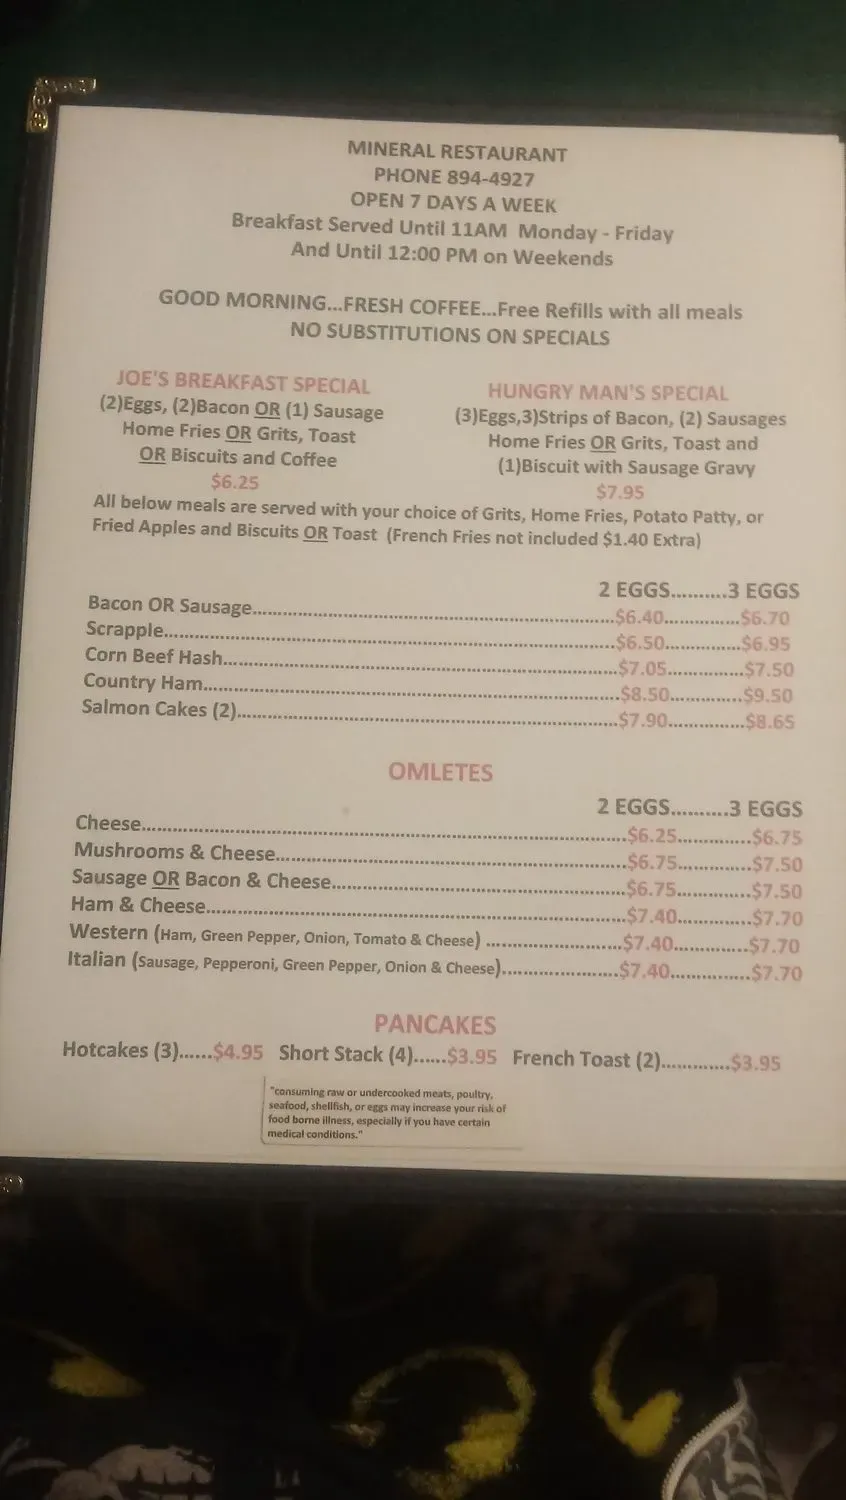 MINERAL RESTAURANT
PHONE 894-4927
OPEN 7 DAYS A WEEK
Breakfast Served Until 11AM Monday - Friday
And Until 12:00 PM on Weekends
GOOD MORNING...FRESH COFFEE...Free Refills with all meals
NO SUBSTITUTIONS ON SPECIALS
JOE'S BREAKFAST SPECIAL
(2)Eggs, (2)Bacon OR (1) Sausage
Home Fries OR Grits, Toast
OR Biscuits and Coffee
$6.25
HUNGRY MAN'S SPECIAL
(3)Eggs,3)Strips of Bacon, (2) Sausages
Home Fries OR Grits, Toast and
(1)Biscuit with Sausage Gravy
$7.95
All below meals are served with your choice of Grits, Home Fries, Potato Patty, or
Fried Apples and Biscuits OR Toast (French Fries not included $1.40 Extra)
2 EGGS..........3 EGGS
Bacon OR Sausage..........$6.40..........$6.70
Scrapple..........$6.50..........$6.95
Corn Beef Hash..........$7.05..........$7.50
Country Ham..........$8.50..........$9.50
Salmon Cakes (2)..........$7.90..........$8.65
OMLETES
2 EGGS..........3 EGGS
Cheese..........$6.25..........$6.75
Mushrooms & Cheese..........$6.75..........$7.50
Sausage OR Bacon & Cheese..........$6.75..........$7.50
Ham & Cheese..........$7.40..........$7.70
Western (Ham, Green Pepper, Onion, Tomato & Cheese) ..........$7.40..........$7.70
Italian (Sausage, Pepperoni, Green Pepper, Onion & Cheese)..........$7.40..........$7.70
PANCAKES
Hotcakes (3)......$4.95 Short Stack (4)......$3.95 French Toast (2).............$3.95
"consuming raw or undercooked meats, poultry,
seafood, shellfish, or eggs may increase your risk of
food borne illness, especially if you have certain
medical conditions."